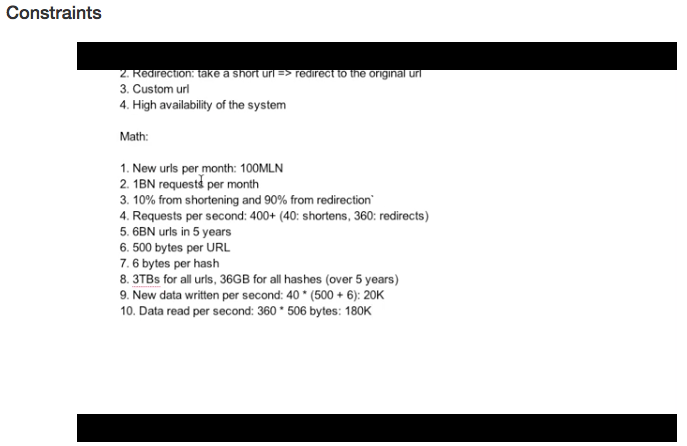 Constraints
2. Redirection: take a short url => redirect to the original url
3. Custom url
4. High availability of the system
Math:
1. New urls per month: 100MLN
2. 1BN requests per month
3. 10% from shortening and 90% from redirection`
4. Requests per second: 400+ (40: shortens, 360: redirects)
5. 6BN urls in 5 years
6. 500 bytes per URL
7. 6 bytes per hash
8. 3TBs for all urls, 36GB for all hashes (over 5 years)
9. New data written per second: 40 * (500 + 6): 20K
10. Data read per second: 360 * 506 bytes: 180K